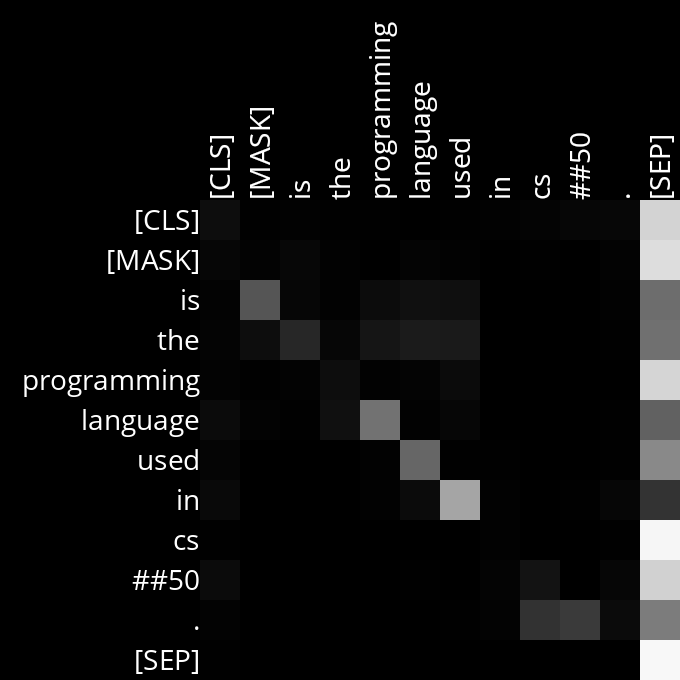 [CLS]
[MASK]
is
the
programming
language
used
in
cs
##50
.
[SEP]
[CLS]
[MASK]
is
the
programming
language
used
in
cs
##50
.
[SEP]